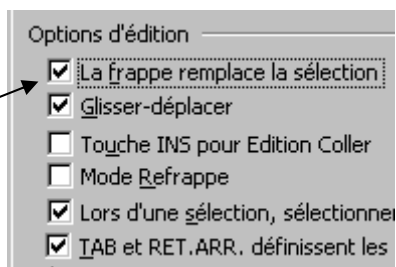 Options d'édition
La frappe remplace la sélection
Glisser-déplacer
Touche INS pour Edition Coller
Mode Refrappe
Lors d'une sélection, sélectionner
TAB et RET.ARR. définissent les